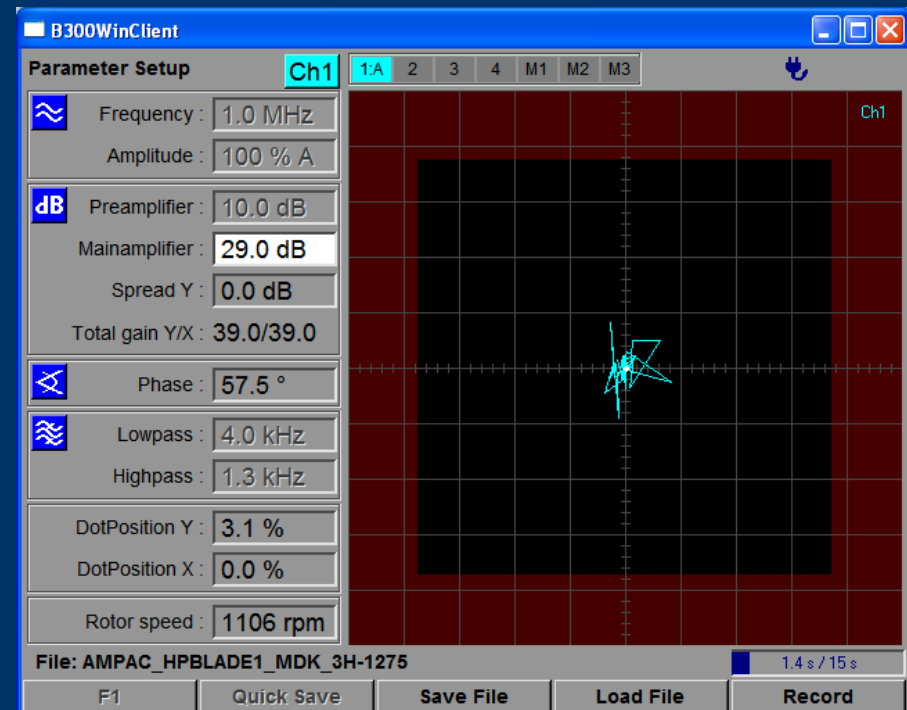 B300WinClient
Parameter Setup Ch1 1:A 2 3 4 M1 M2 M3
Ch1
Frequency : 1.0 MHz
Amplitude : 100 % A
dB Preamplifier : 10.0 dB
Mainamplifier : 29.0 dB
Spread Y : 0.0 dB
Total gain Y/X : 39.0/39.0
Phase : 57.5 °
Lowpass : 4.0 kHz
Highpass : 1.3 kHz
DotPosition Y : 3.1 %
DotPosition X : 0.0 %
Rotor speed : 1106 rpm
File: AMPAC_HPBLADE1_MDK_3H-1275 1.4 s / 15 s
F1 Quick Save Save File Load File Record